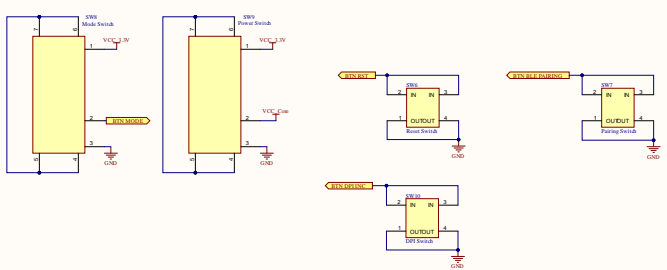 SW8
Mode Switch
7
6
VCC_3.3V
1
2
BTN MODE
3
GND
5
4
SW9
Power Switch
7
6
VCC_3.3V
1
VCC_Com
2
3
GND
5
4
BTN RST
SW6
2 IN IN 3
1 OUTOUT 4
Reset Switch
GND
BTN BLE PAIRING
SW7
2 IN IN 3
1 OUTOUT 4
Pairing Switch
GND
BTN DPI INC
SW10
2 IN IN 3
1 OUTOUT 4
DPI Switch
GND